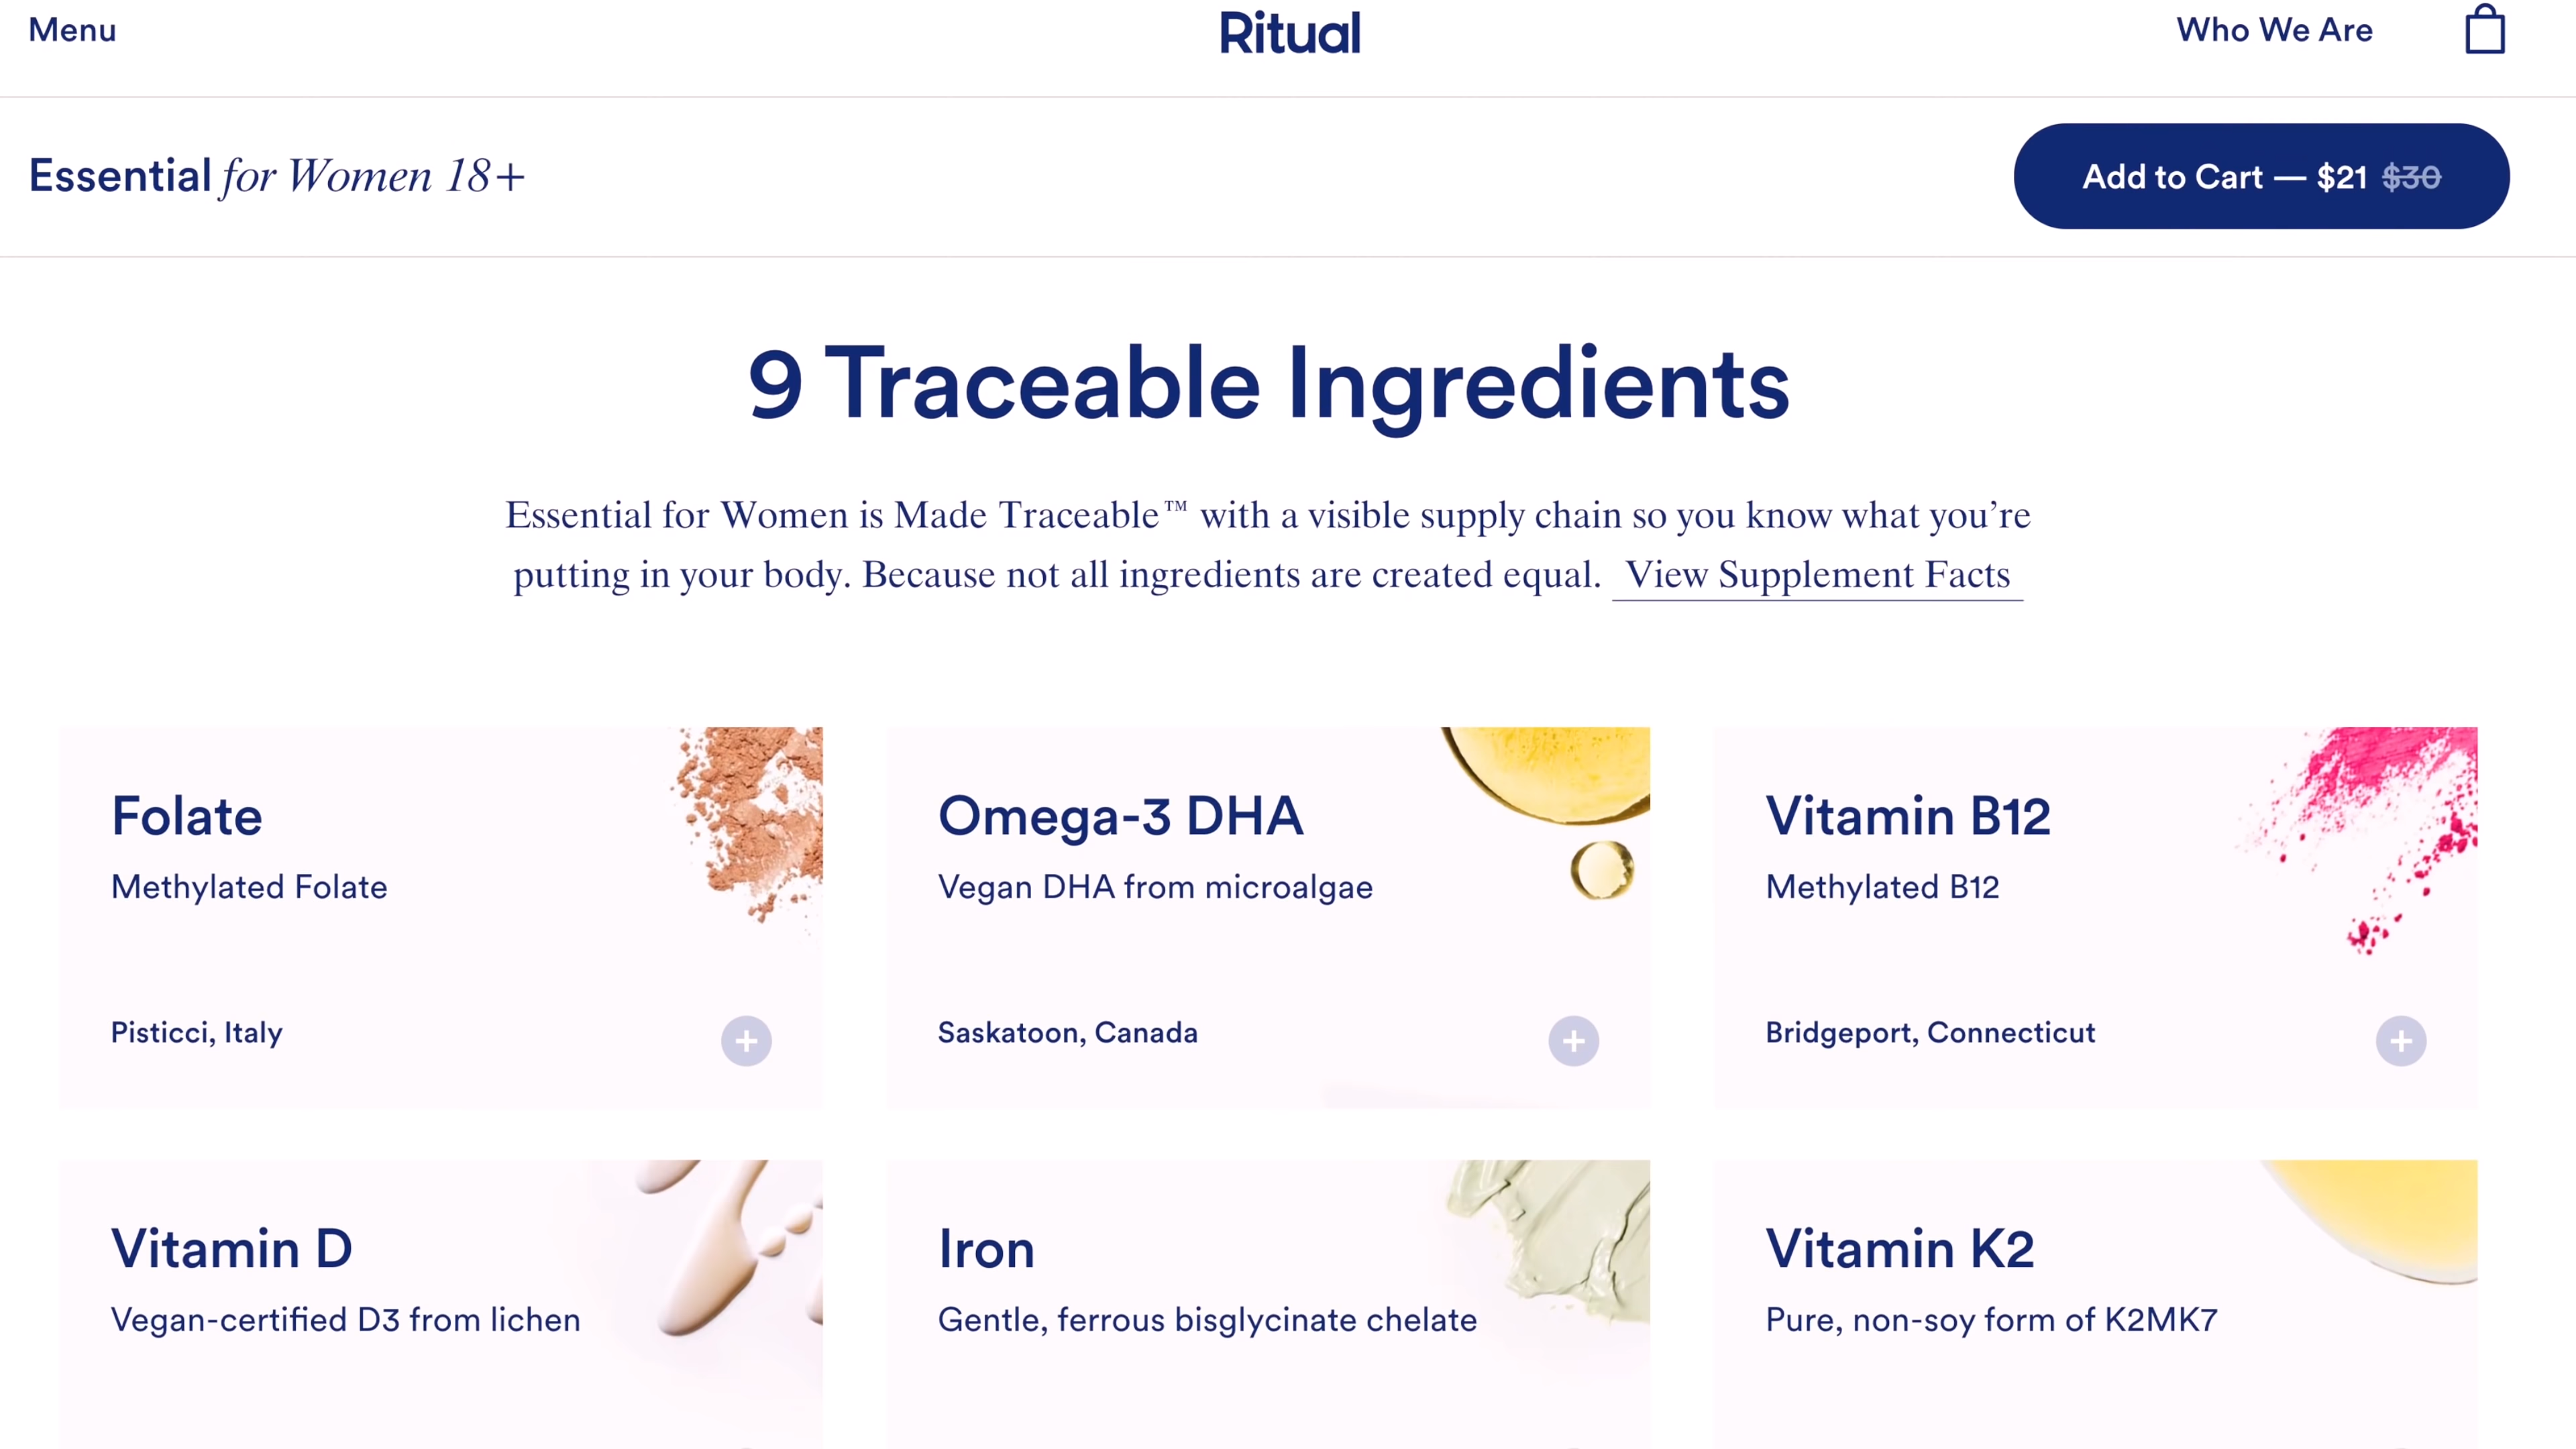 Menu
Ritual
Who We Are
Essential for Women 18+
Add to Cart — $21 $30
9 Traceable Ingredients
Essential for Women is Made Traceable™ with a visible supply chain so you know what you’re
putting in your body. Because not all ingredients are created equal. View Supplement Facts
Folate
Methylated Folate
Pisticci, Italy
Omega-3 DHA
Vegan DHA from microalgae
Saskatoon, Canada
Vitamin B12
Methylated B12
Bridgeport, Connecticut
Vitamin D
Vegan-certified D3 from lichen
Iron
Gentle, ferrous bisglycinate chelate
Vitamin K2
Pure, non-soy form of K2MK7